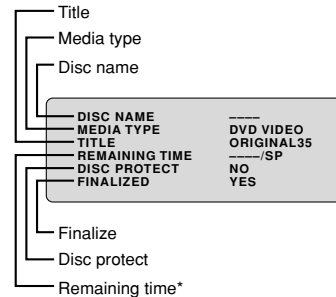 Title
Media type
Disc name
DISC NAME ––––
MEDIA TYPE DVD VIDEO
TITLE ORIGINAL35
REMAINING TIME ––––/SP
DISC PROTECT NO
FINALIZED YES
Finalize
Disc protect
Remaining time*